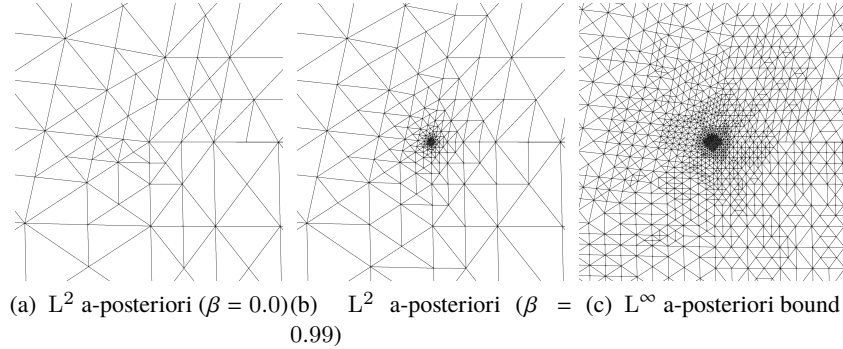 (a) L² a-posteriori (β = 0.0)(b) L² a-posteriori (β = (c) L∞ a-posteriori bound
0.99)